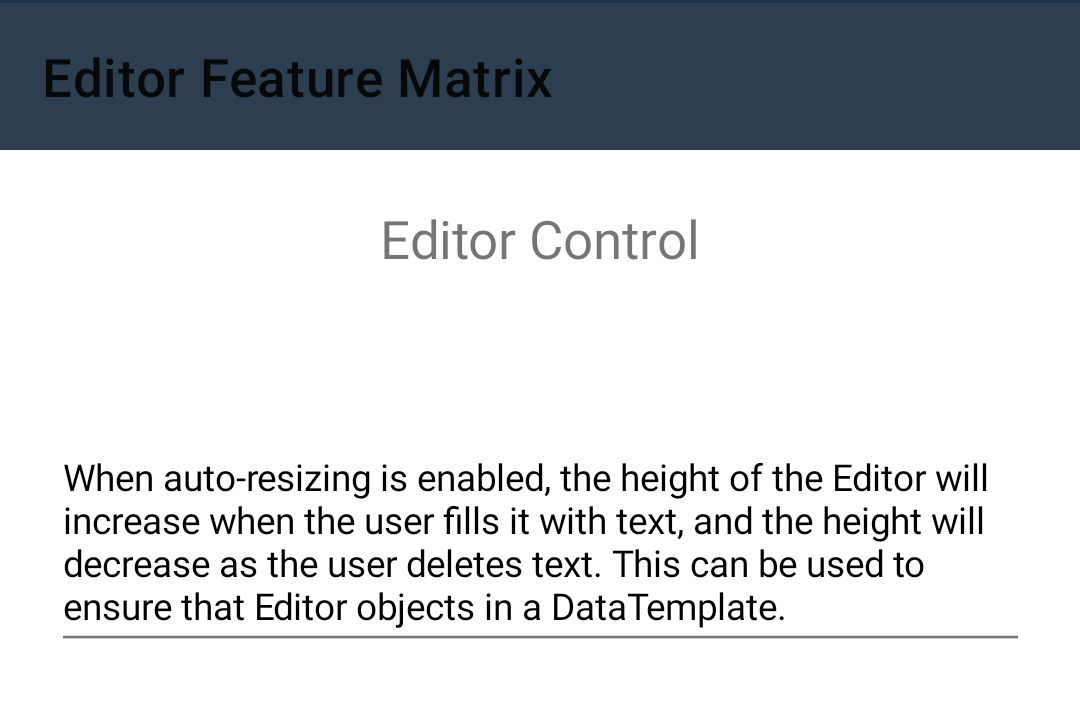 Editor Feature Matrix
Editor Control
When auto-resizing is enabled, the height of the Editor will
increase when the user fills it with text, and the height will
decrease as the user deletes text. This can be used to
ensure that Editor objects in a DataTemplate.